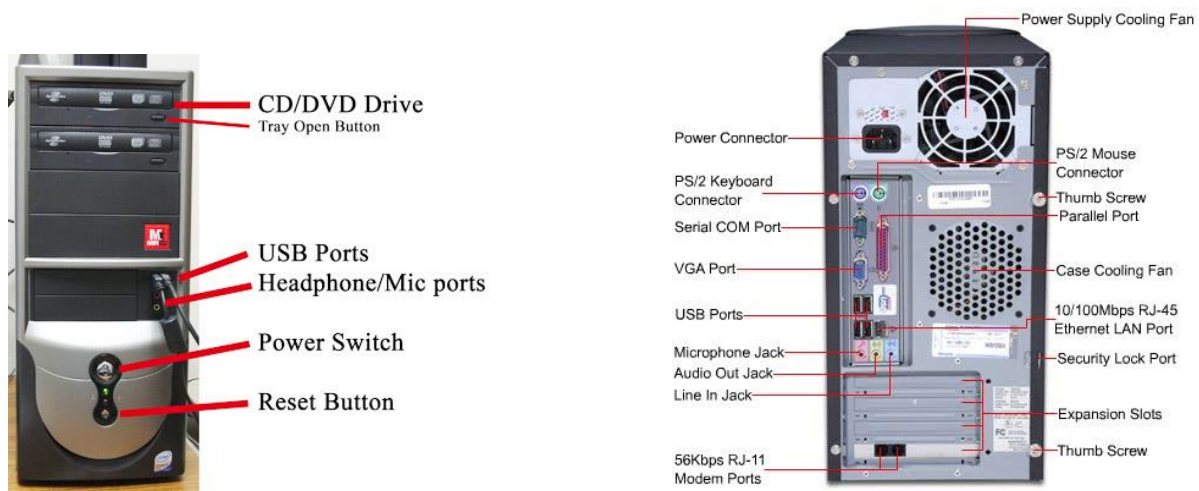 CD/DVD Drive
Tray Open Button
USB Ports
Headphone/Mic ports
Power Switch
Reset Button
Power Supply Cooling Fan
Power Connector
PS/2 Mouse
Connector
PS/2 Keyboard
Connector
Thumb Screw
Parallel Port
Serial COM Port
VGA Port
Case Cooling Fan
USB Ports
10/100Mbps RJ-45
Ethernet LAN Port
Microphone Jack
Security Lock Port
Audio Out Jack
Line In Jack
Expansion Slots
Thumb Screw
56Kbps RJ-11
Modem Ports